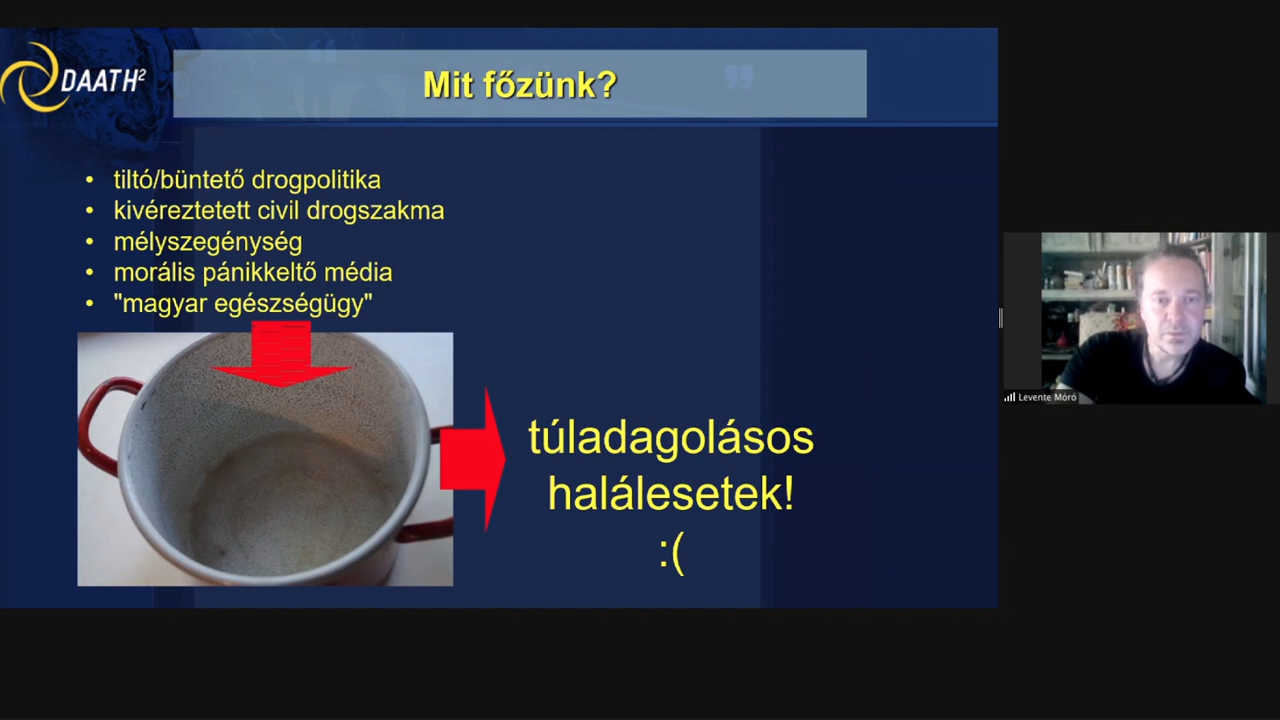 DAATH²
Mit főzünk?
• tiltó/büntető drogpolitika
• kivéreztetett civil drogszakma
• mélyszegénység
• morális pánikkeltő média
• "magyar egészségügy"
túladagolásos
halálesetek!
:(
Levente Móró